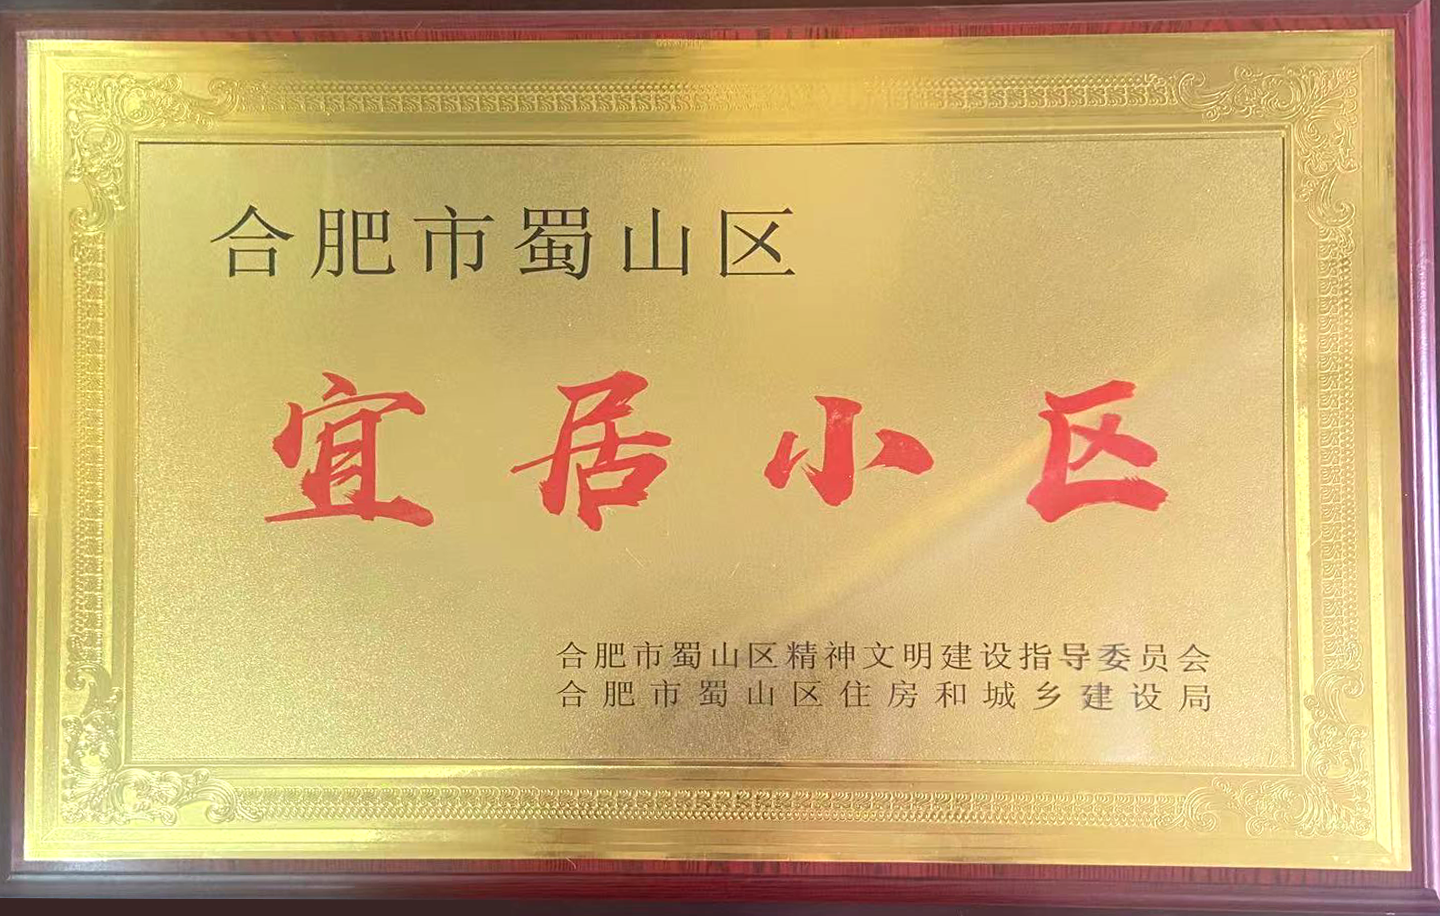 合肥市蜀山区
宜居小区
合肥市蜀山区精神文明建设指导委员会
合肥市蜀山区住房和城乡建设局